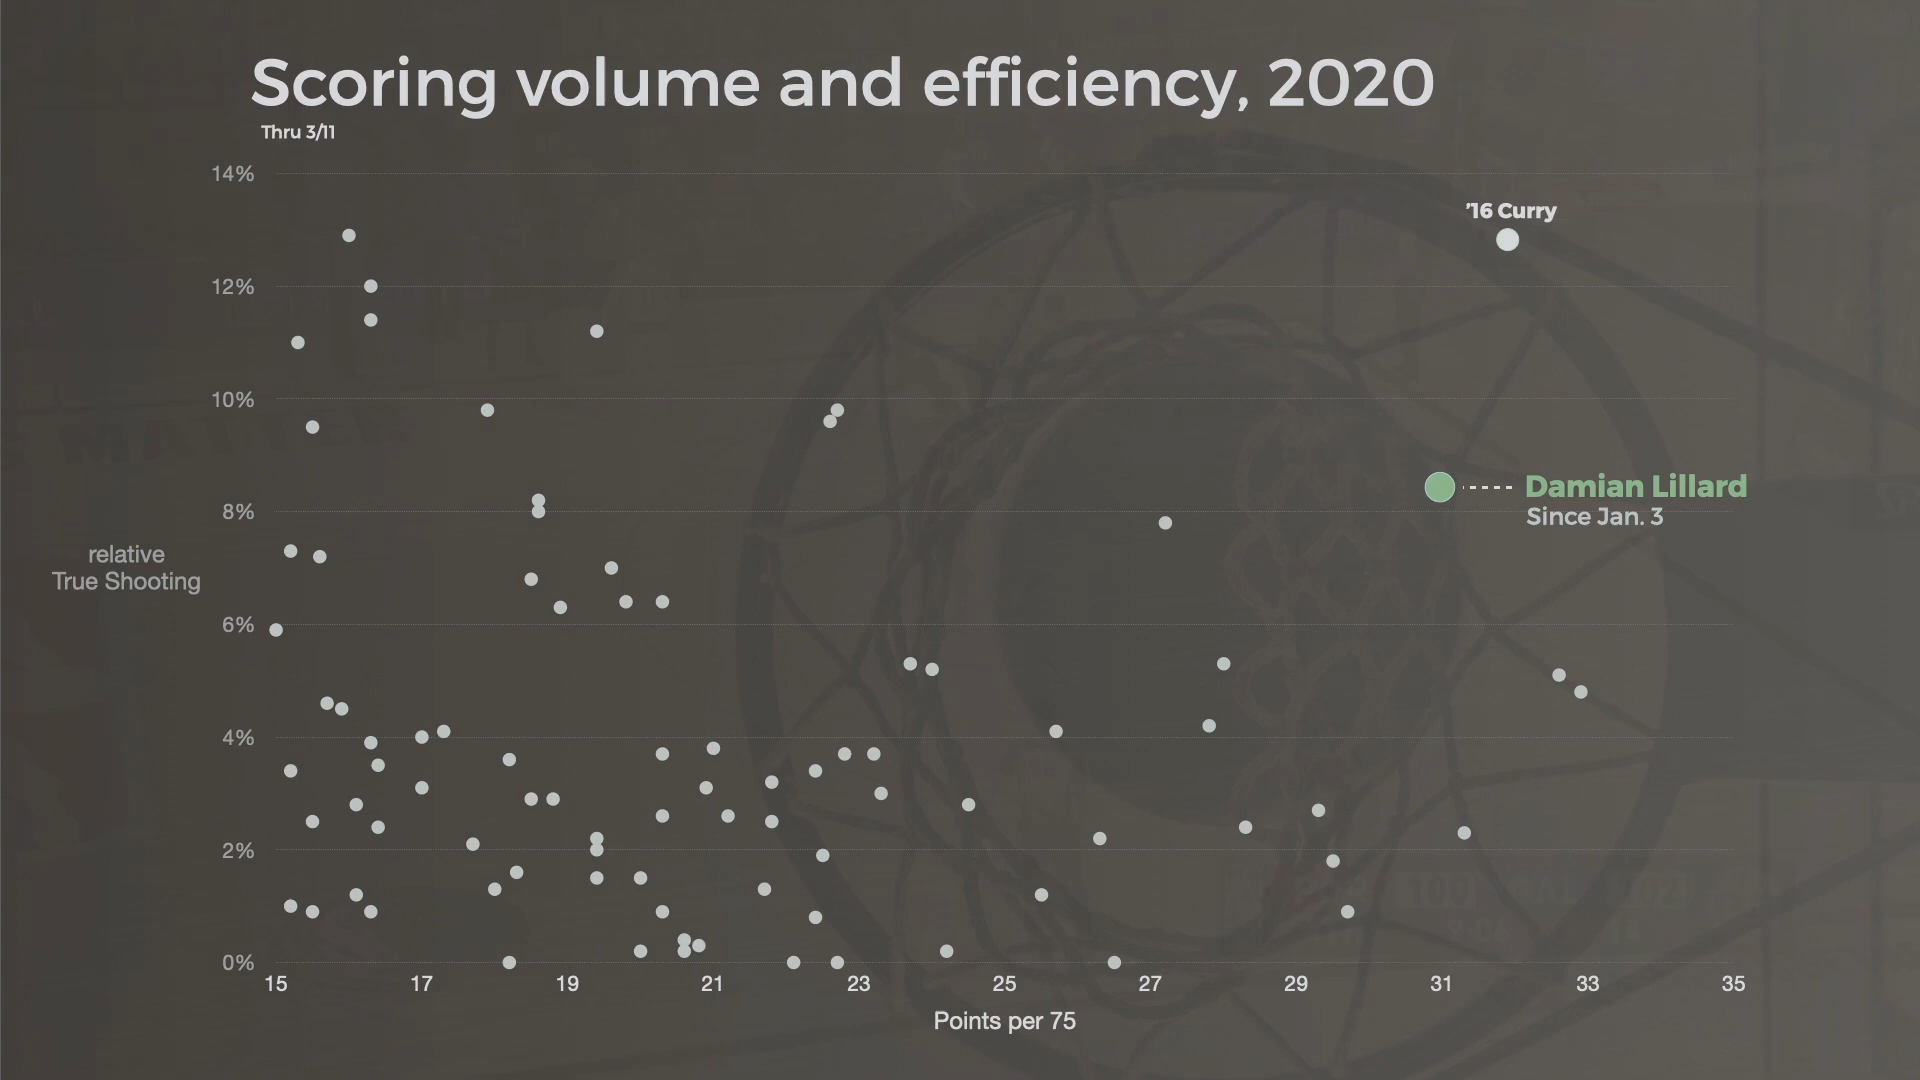 Scoring volume and efficiency, 2020
Thru 3/11
14%
'16 Curry
12%
10%
Damian Lillard
Since Jan. 3
8%
relative
True Shooting
6%
4%
2%
0%
15 17 19 21 23 25 27 29 31 33 35
Points per 75